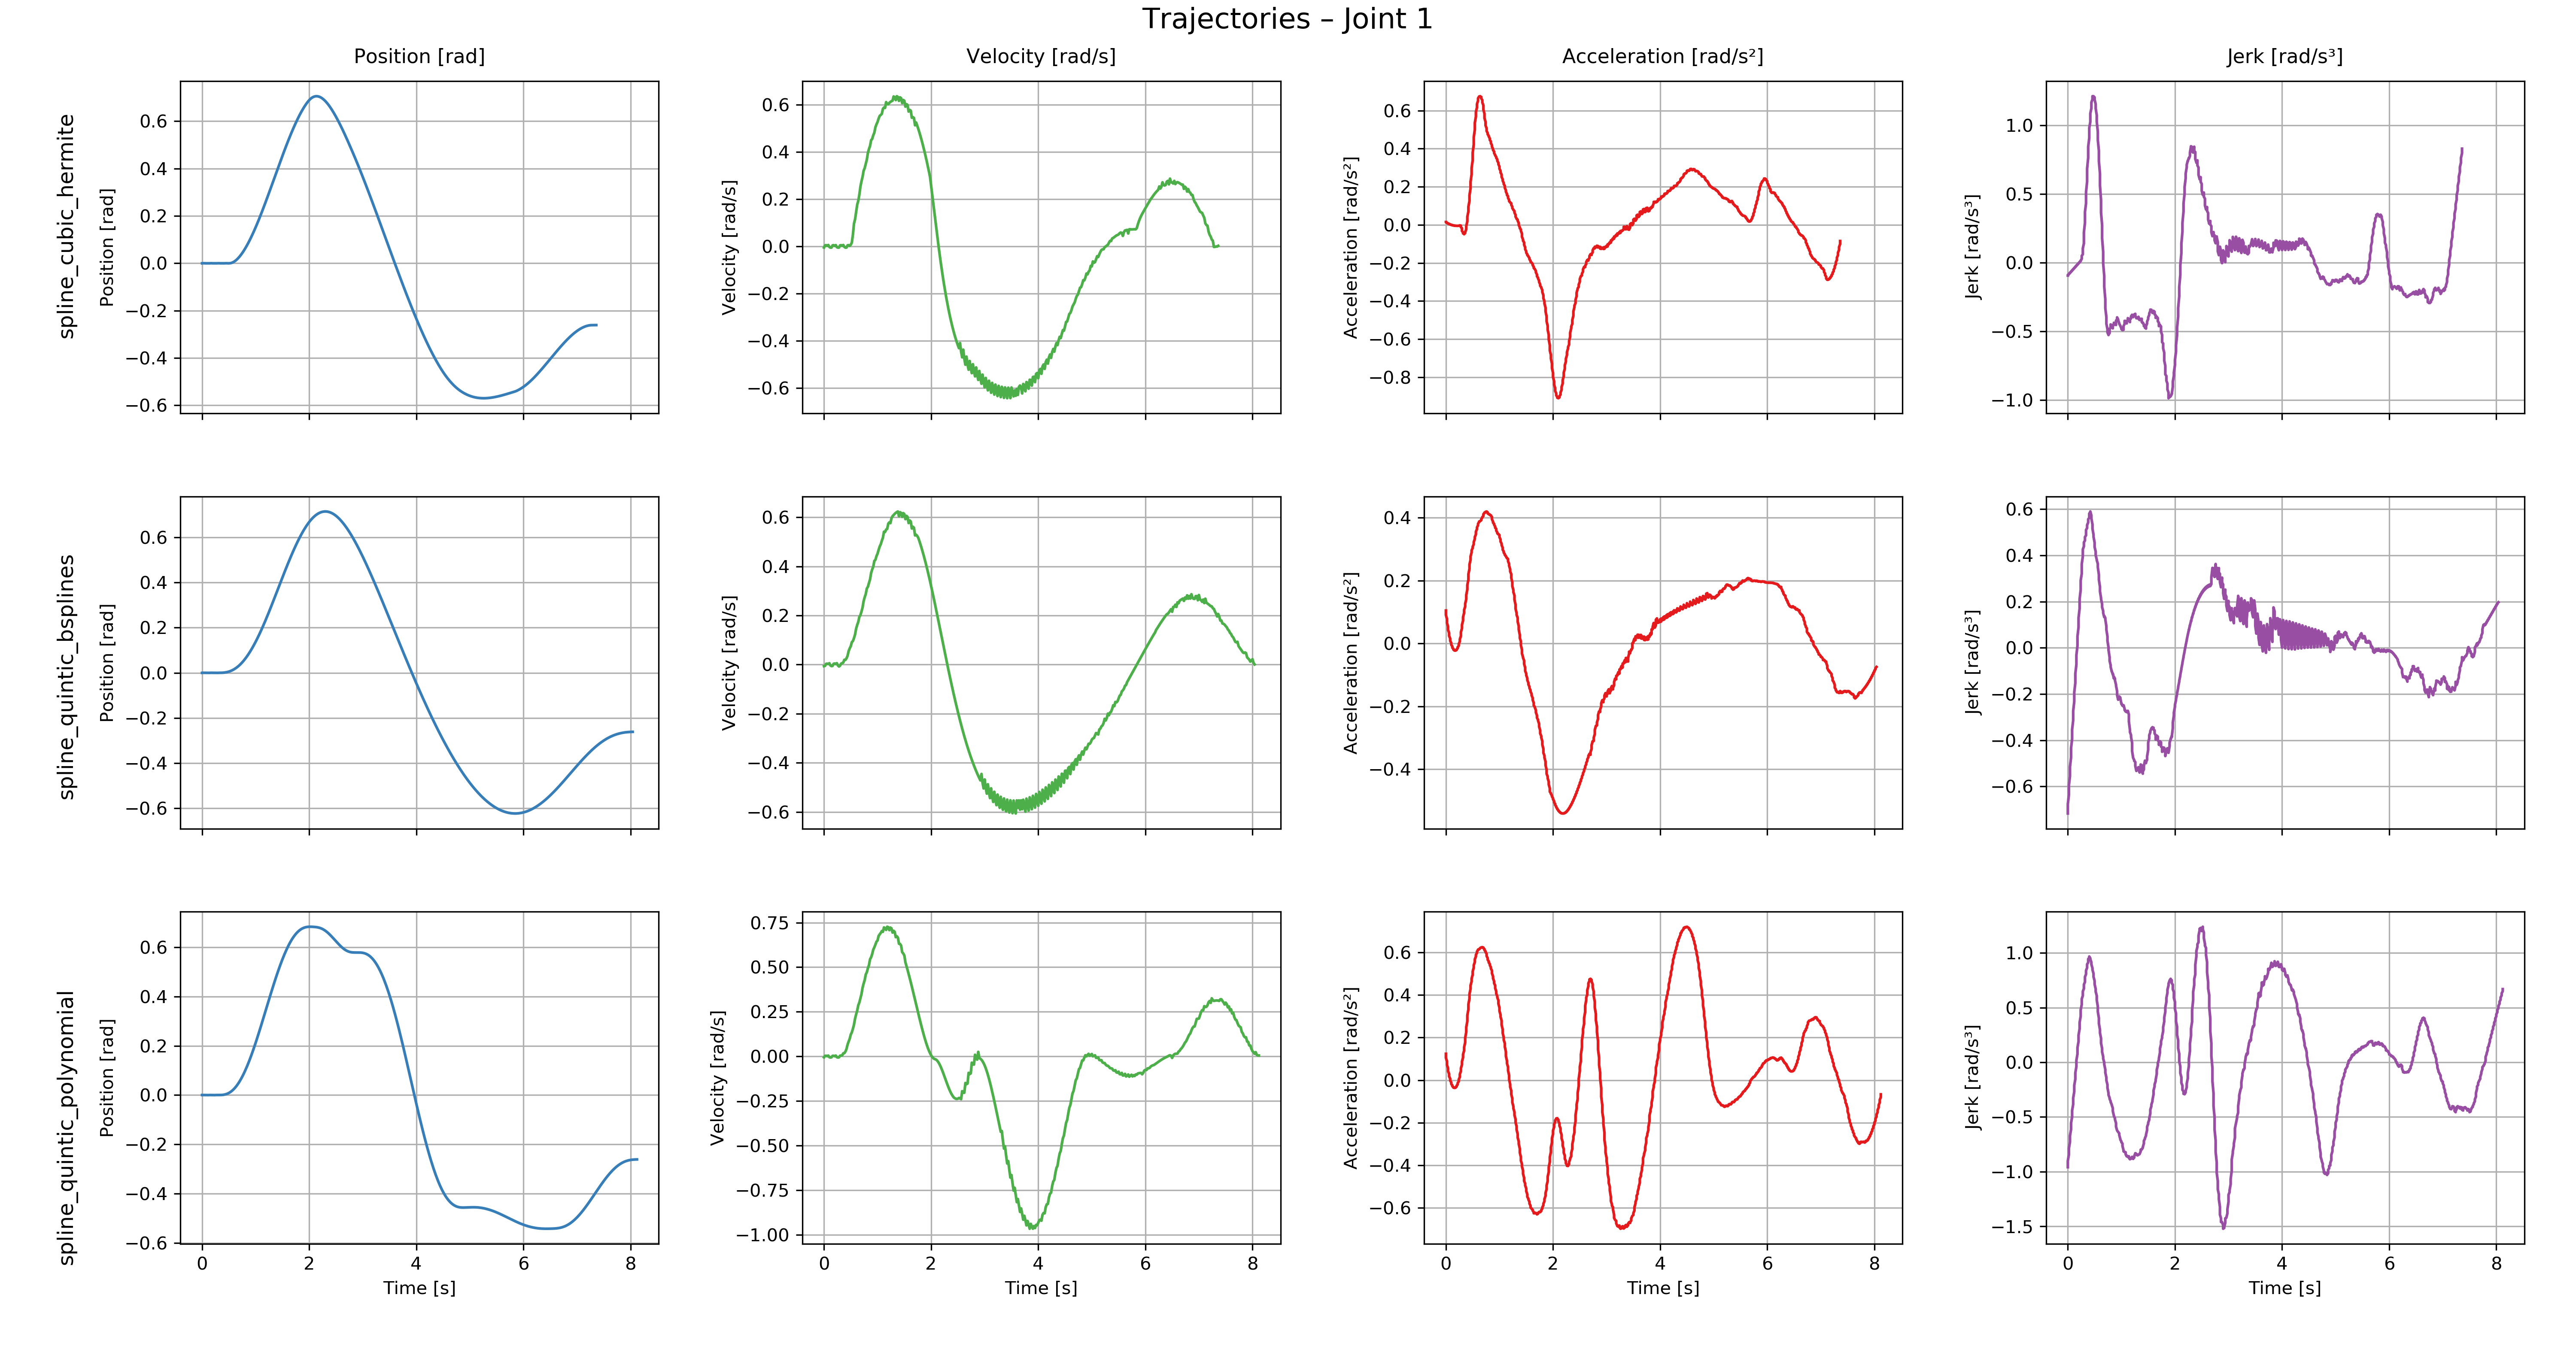 Trajectories – Joint 1
Position [rad]
Velocity [rad/s]
Acceleration [rad/s²]
Jerk [rad/s³]
spline_cubic_hermite
Position [rad]
0.6
0.4
0.2
0.0
−0.2
−0.4
−0.6
Velocity [rad/s]
0.6
0.4
0.2
0.0
−0.2
−0.4
−0.6
Acceleration [rad/s²]
0.6
0.4
0.2
0.0
−0.2
−0.4
−0.6
−0.8
Jerk [rad/s³]
1.0
0.5
0.0
−0.5
−1.0
spline_quintic_bsplines
Position [rad]
0.6
0.4
0.2
0.0
−0.2
−0.4
−0.6
Velocity [rad/s]
0.6
0.4
0.2
0.0
−0.2
−0.4
−0.6
Acceleration [rad/s²]
0.4
0.2
0.0
−0.2
−0.4
Jerk [rad/s³]
0.6
0.4
0.2
0.0
−0.2
−0.4
−0.6
spline_quintic_polynomial
Position [rad]
0.6
0.4
0.2
0.0
−0.2
−0.4
−0.6
0 2 4 6 8
Time [s]
Velocity [rad/s]
0.75
0.50
0.25
0.00
−0.25
−0.50
−0.75
−1.00
0 2 4 6 8
Time [s]
Acceleration [rad/s²]
0.6
0.4
0.2
0.0
−0.2
−0.4
−0.6
0 2 4 6 8
Time [s]
Jerk [rad/s³]
1.0
0.5
0.0
−0.5
−1.0
−1.5
0 2 4 6 8
Time [s]